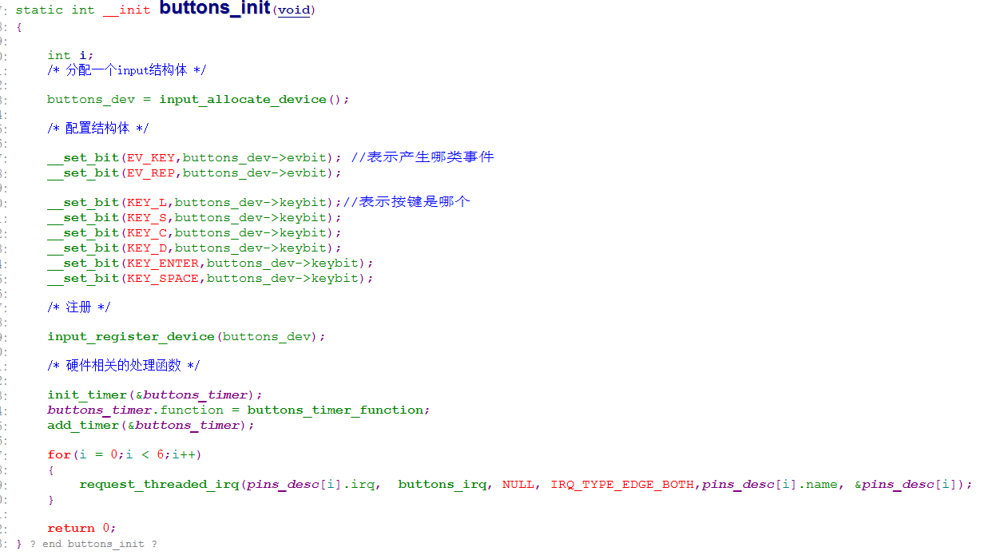 static int __init buttons_init(void)
{
int i;
/* 分配一个input结构体 */
buttons_dev = input_allocate_device();
/* 配置结构体 */
__set_bit(EV_KEY,buttons_dev->evbit); //表示产生哪类事件
__set_bit(EV_REP,buttons_dev->evbit);
__set_bit(KEY_L,buttons_dev->keybit);//表示按键是哪个
__set_bit(KEY_S,buttons_dev->keybit);
__set_bit(KEY_C,buttons_dev->keybit);
__set_bit(KEY_D,buttons_dev->keybit);
__set_bit(KEY_ENTER,buttons_dev->keybit);
__set_bit(KEY_SPACE,buttons_dev->keybit);
/* 注册 */
input_register_device(buttons_dev);
/* 硬件相关的处理函数 */
init_timer(&buttons_timer);
buttons_timer.function = buttons_timer_function;
add_timer(&buttons_timer);
for(i = 0;i < 6;i++)
{
request_threaded_irq(pins_desc[i].irq, buttons_irq, NULL, IRQ_TYPE_EDGE_BOTH,pins_desc[i].name, &pins_desc[i]);
}
return 0;
} ? end buttons_init ?